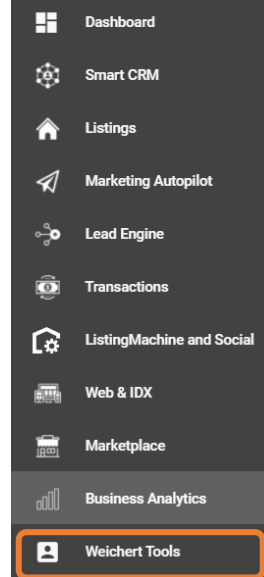 Dashboard
Smart CRM
Listings
Marketing Autopilot
Lead Engine
Transactions
ListingMachine and Social
Web & IDX
Marketplace
Business Analytics
Weichert Tools